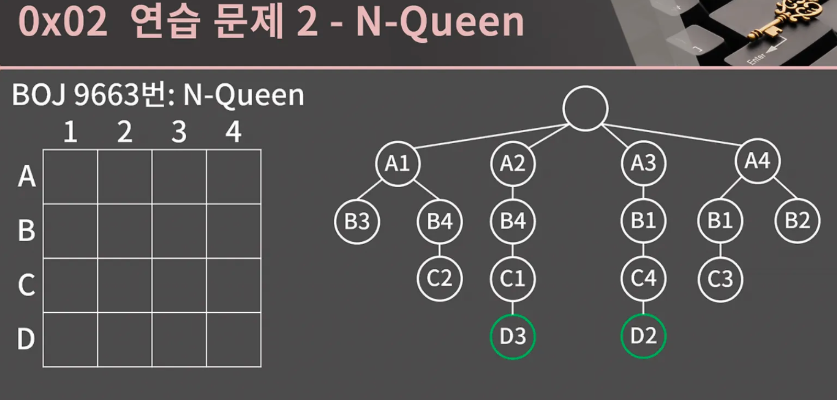 0x02 연습 문제 2 - N-Queen
Enter
BOJ 9663번: N-Queen
1 2 3 4
A
B
C
D
A1 A2 A3 A4
B3 B4 B4 B1 B1 B2
C2 C1 C4 C3
D3 D2